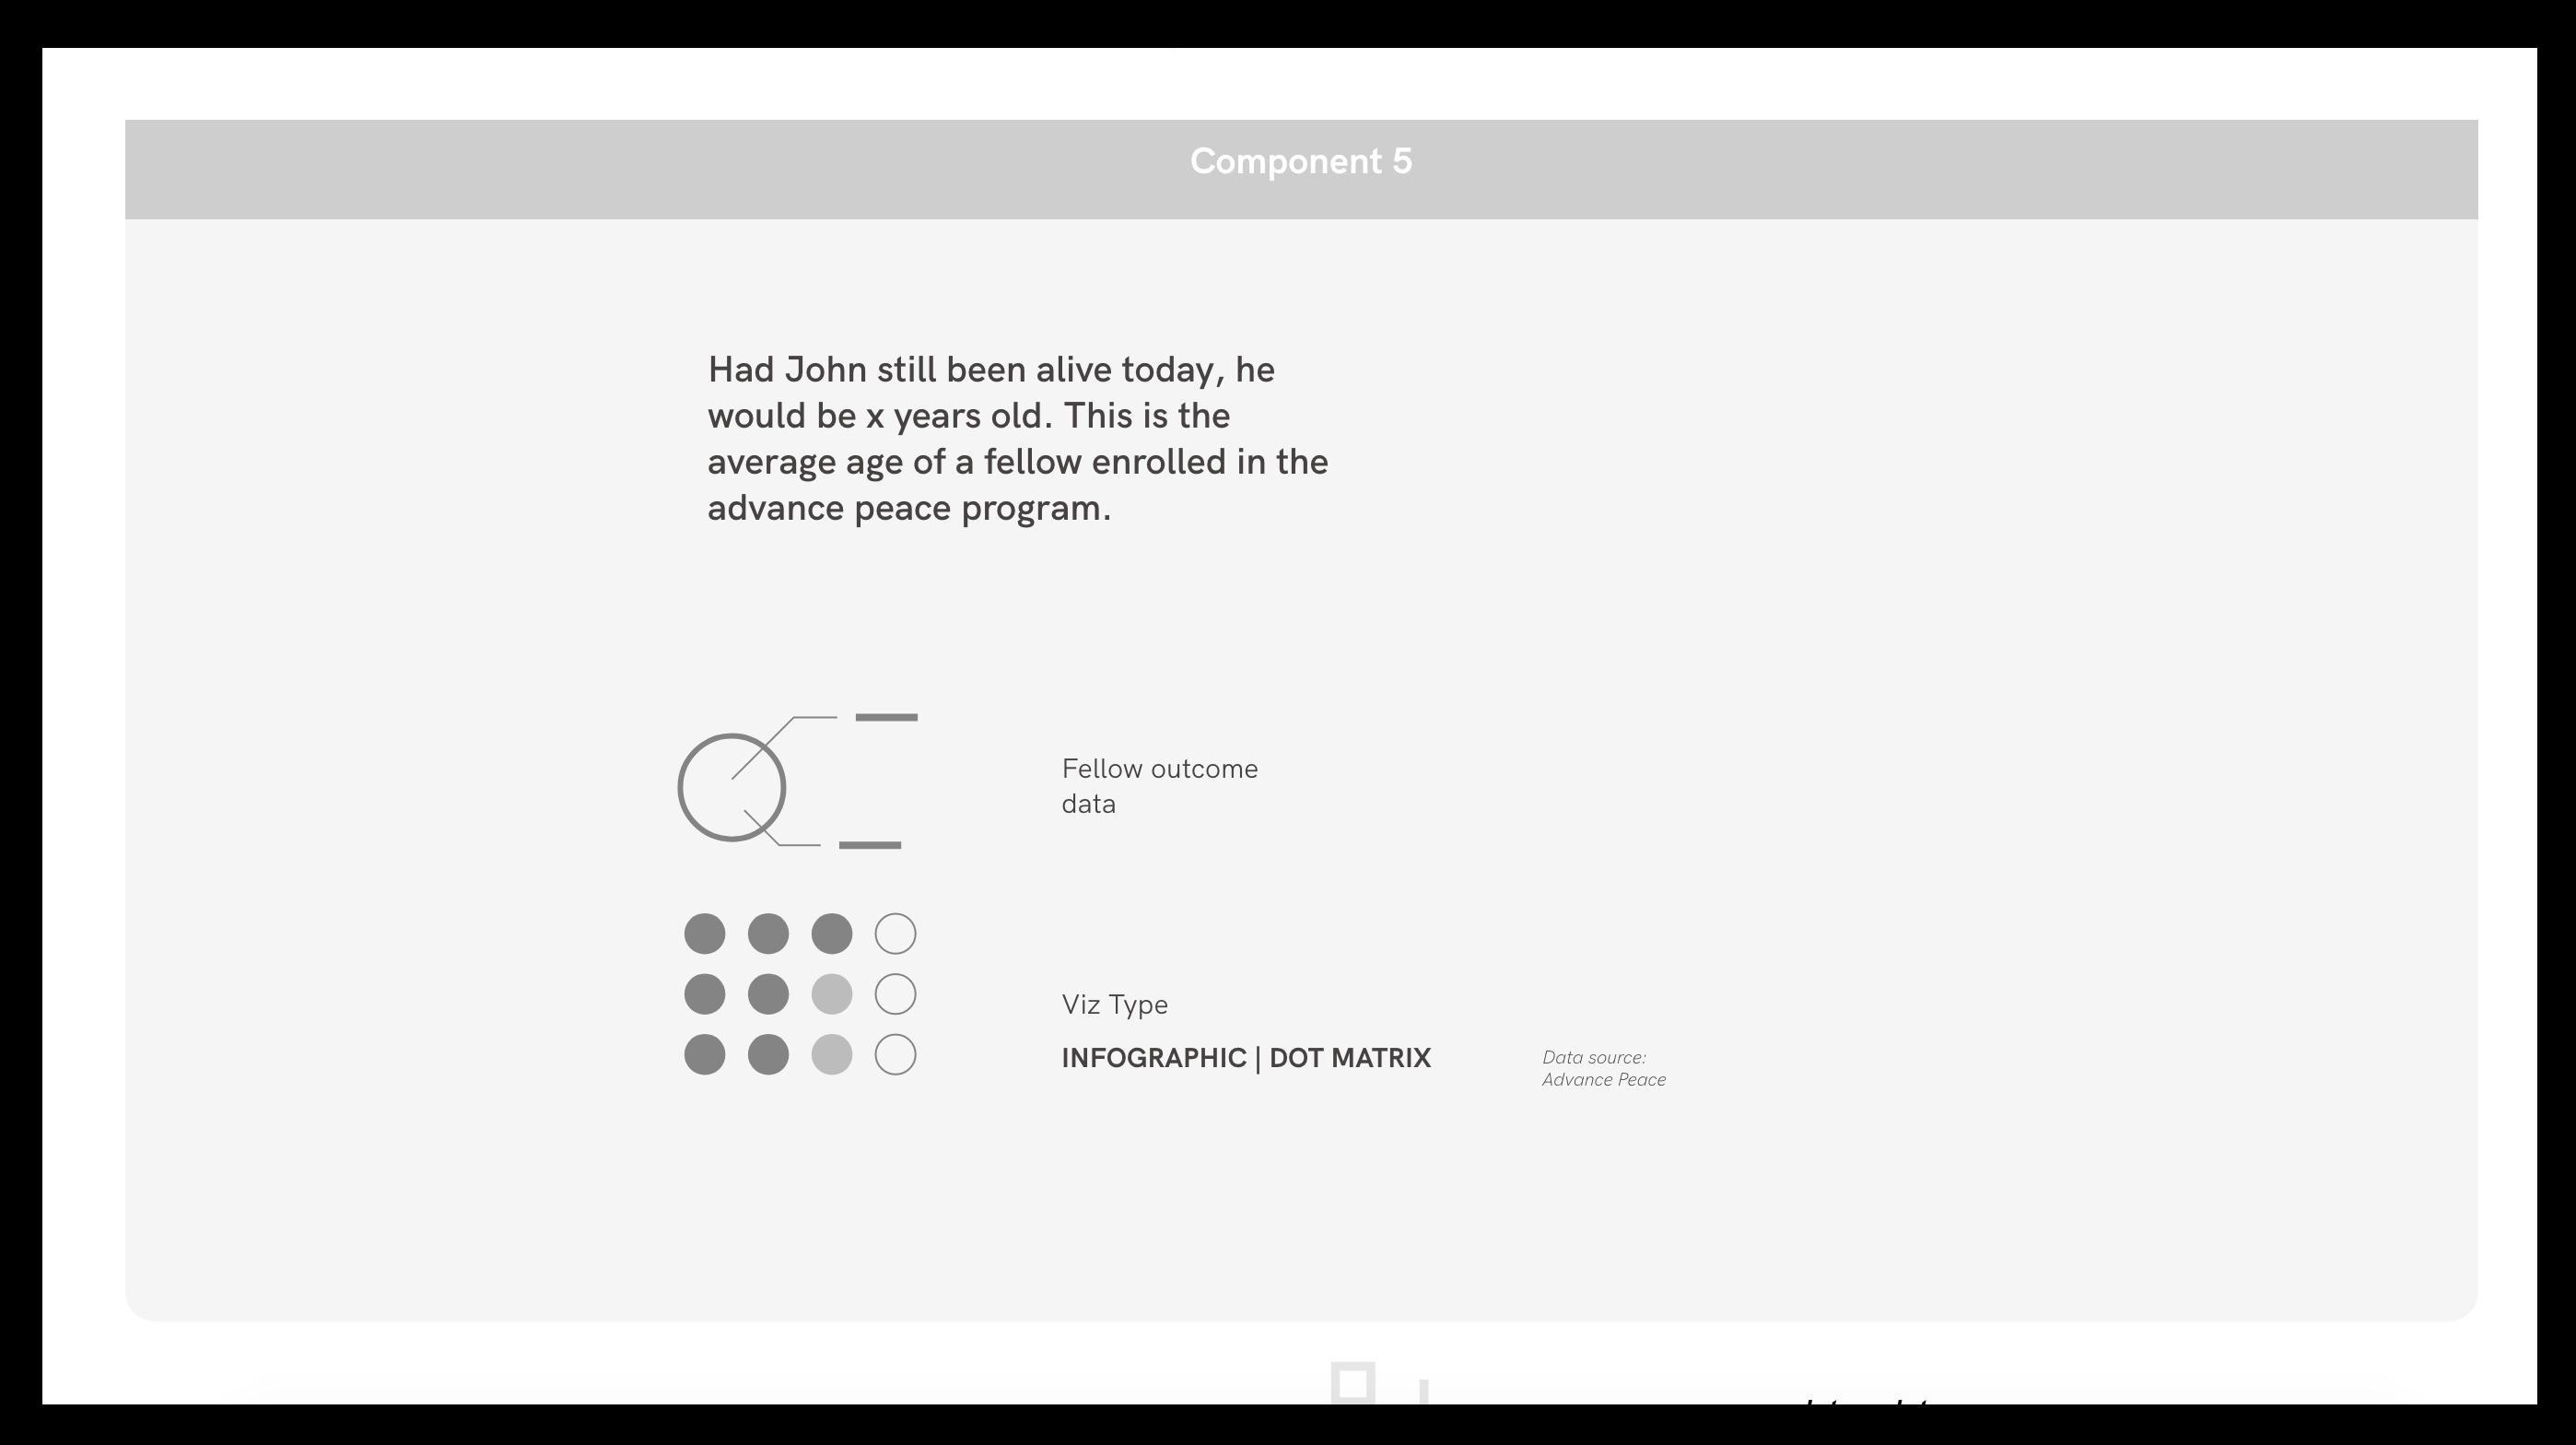 Component 5
Had John still been alive today, he
would be x years old. This is the
average age of a fellow enrolled in the
advance peace program.
Fellow outcome
data
Viz Type
INFOGRAPHIC | DOT MATRIX
Data source:
Advance Peace